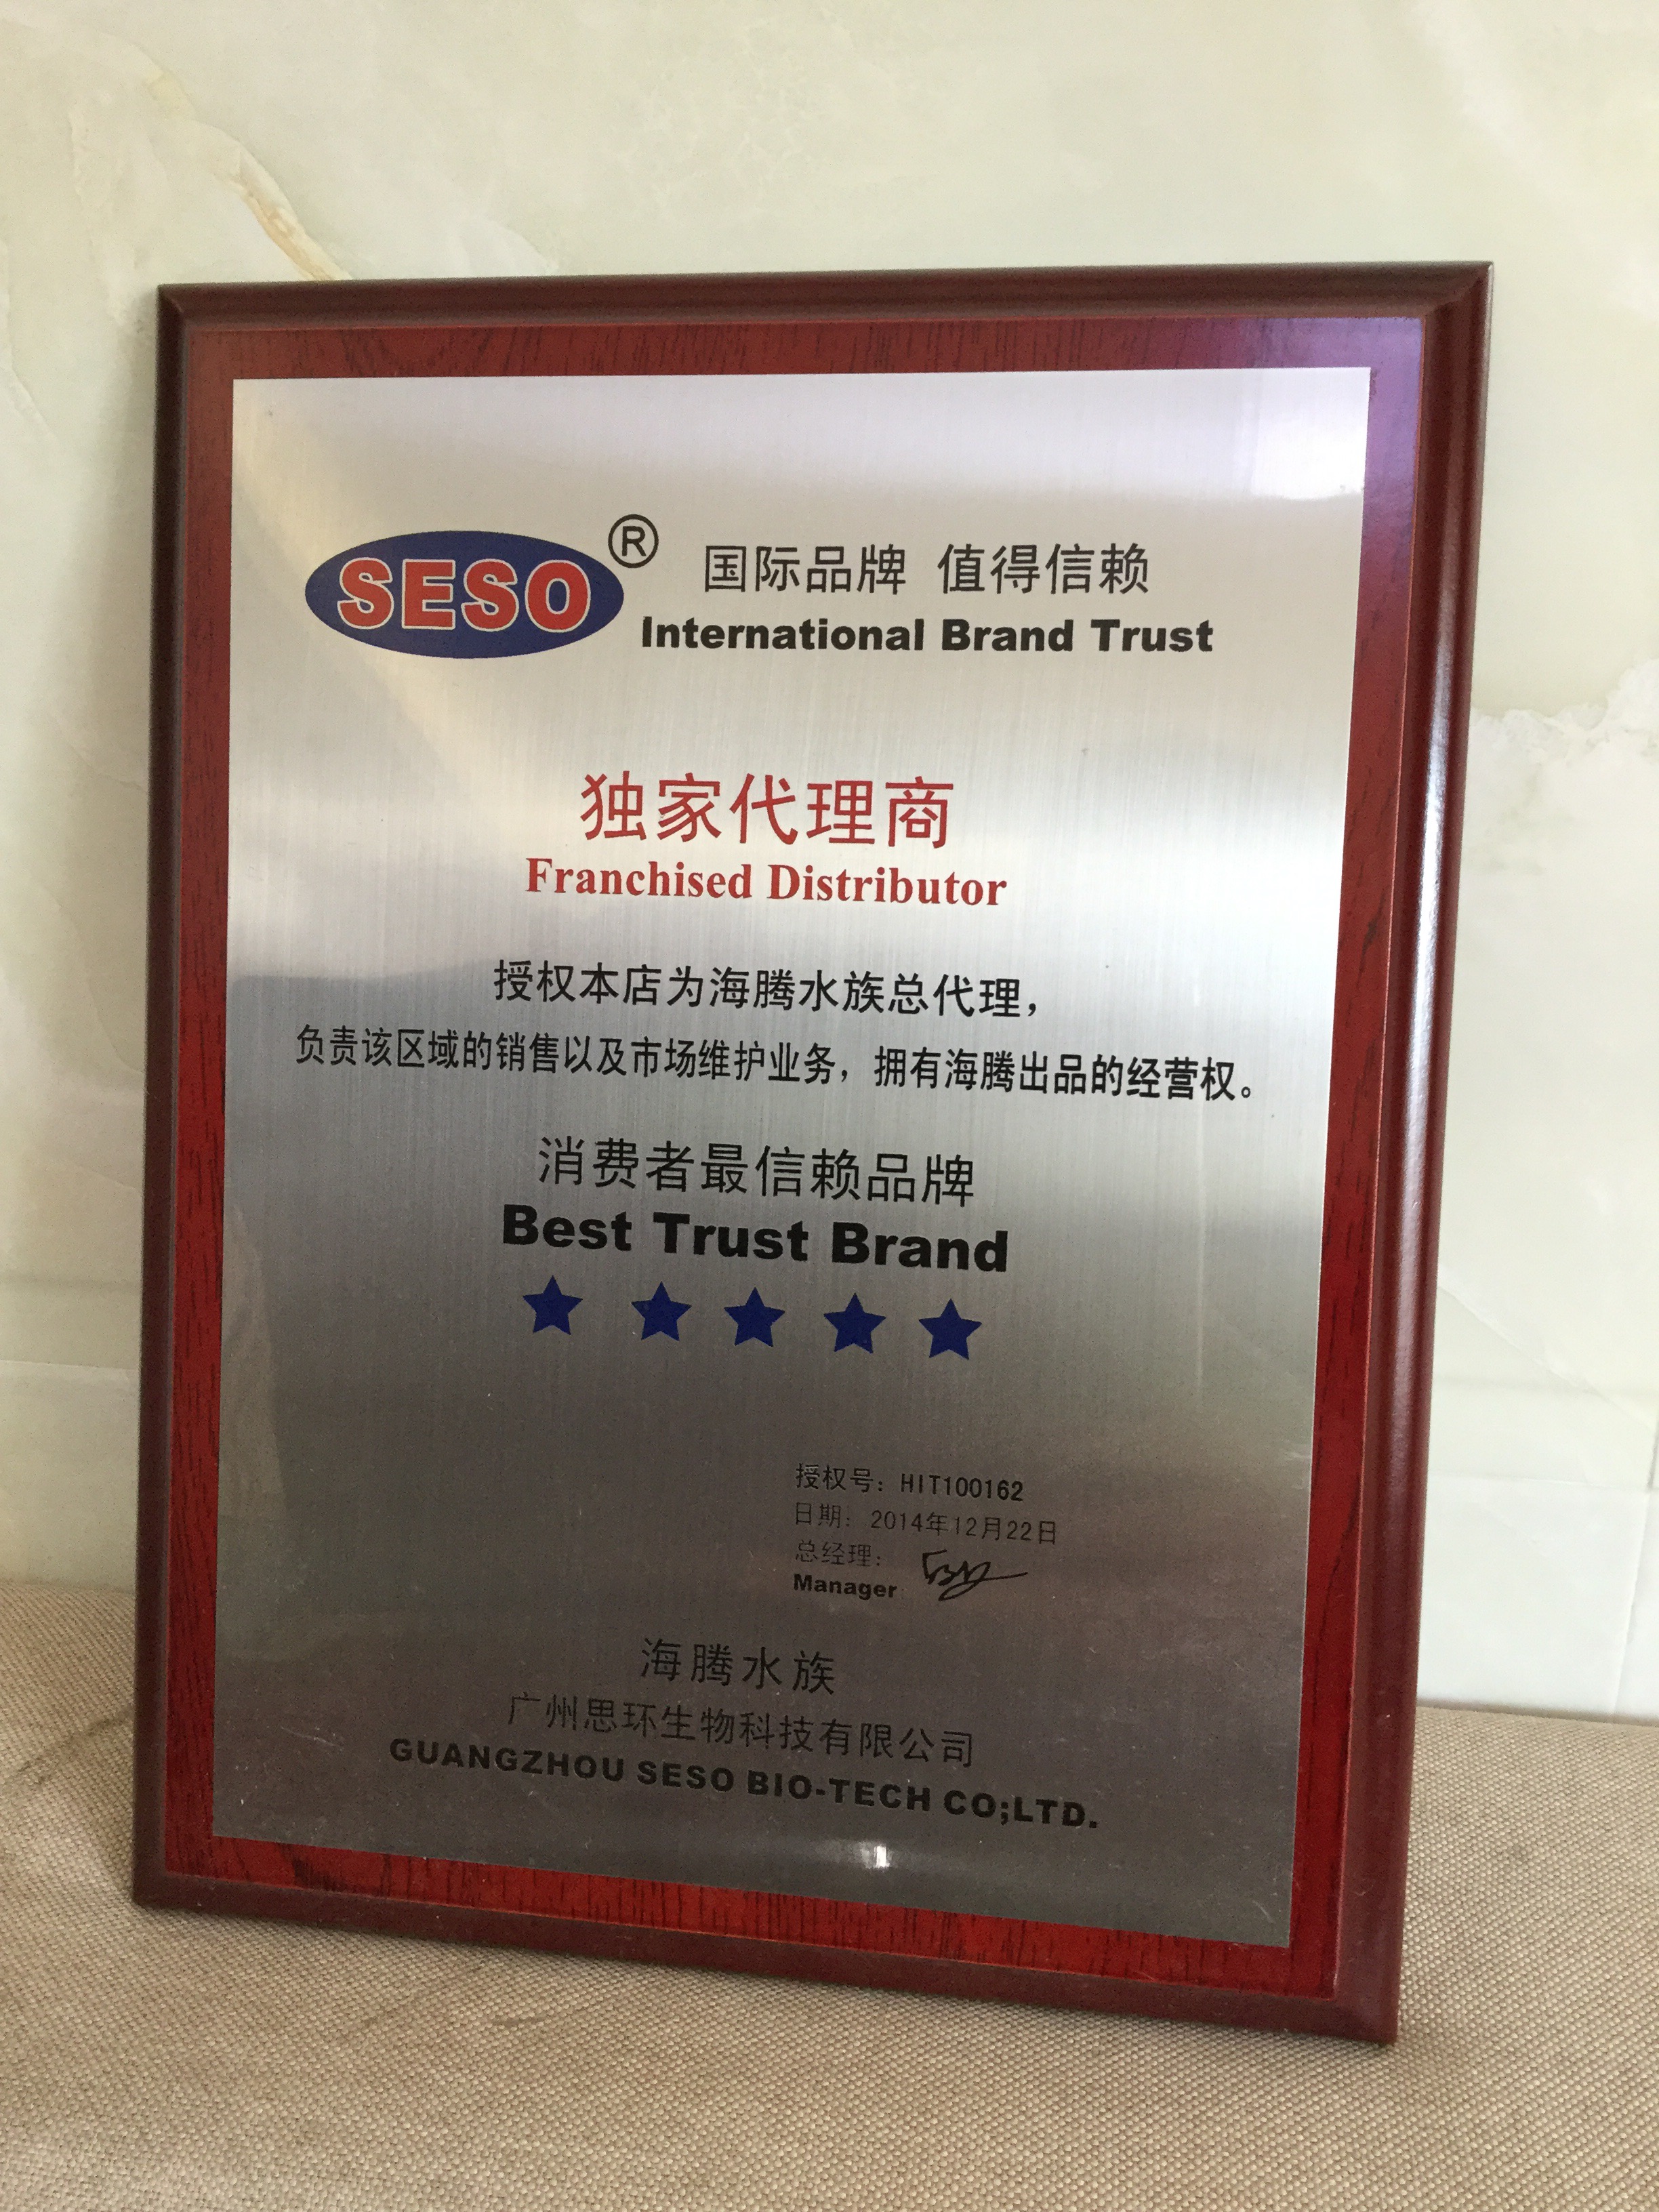 SESO® 国际品牌 值得信赖
International Brand Trust
独家代理商
Franchised Distributor
授权本店为海腾水族总代理，
负责该区域的销售以及市场维护业务，拥有海腾出品的经营权。
消费者最信赖品牌
Best Trust Brand
授权号：HIT100162
日期：2014年12月22日
总经理：
Manager
海腾水族
广州思环生物科技有限公司
GUANGZHOU SESO BIO-TECH CO;LTD.